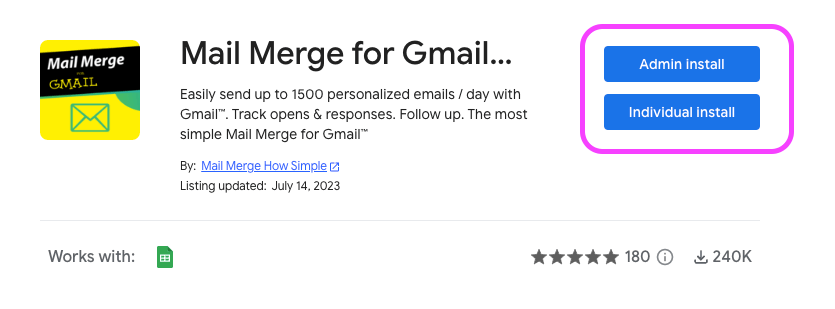 Mail Merge
for
GMAIL
Mail Merge for Gmail...
Easily send up to 1500 personalized emails / day with
Gmail™. Track opens & responses. Follow up. The most
simple Mail Merge for Gmail™
By: Mail Merge How Simple
Listing updated: July 14, 2023
Admin install
Individual install
Works with:
180
240K